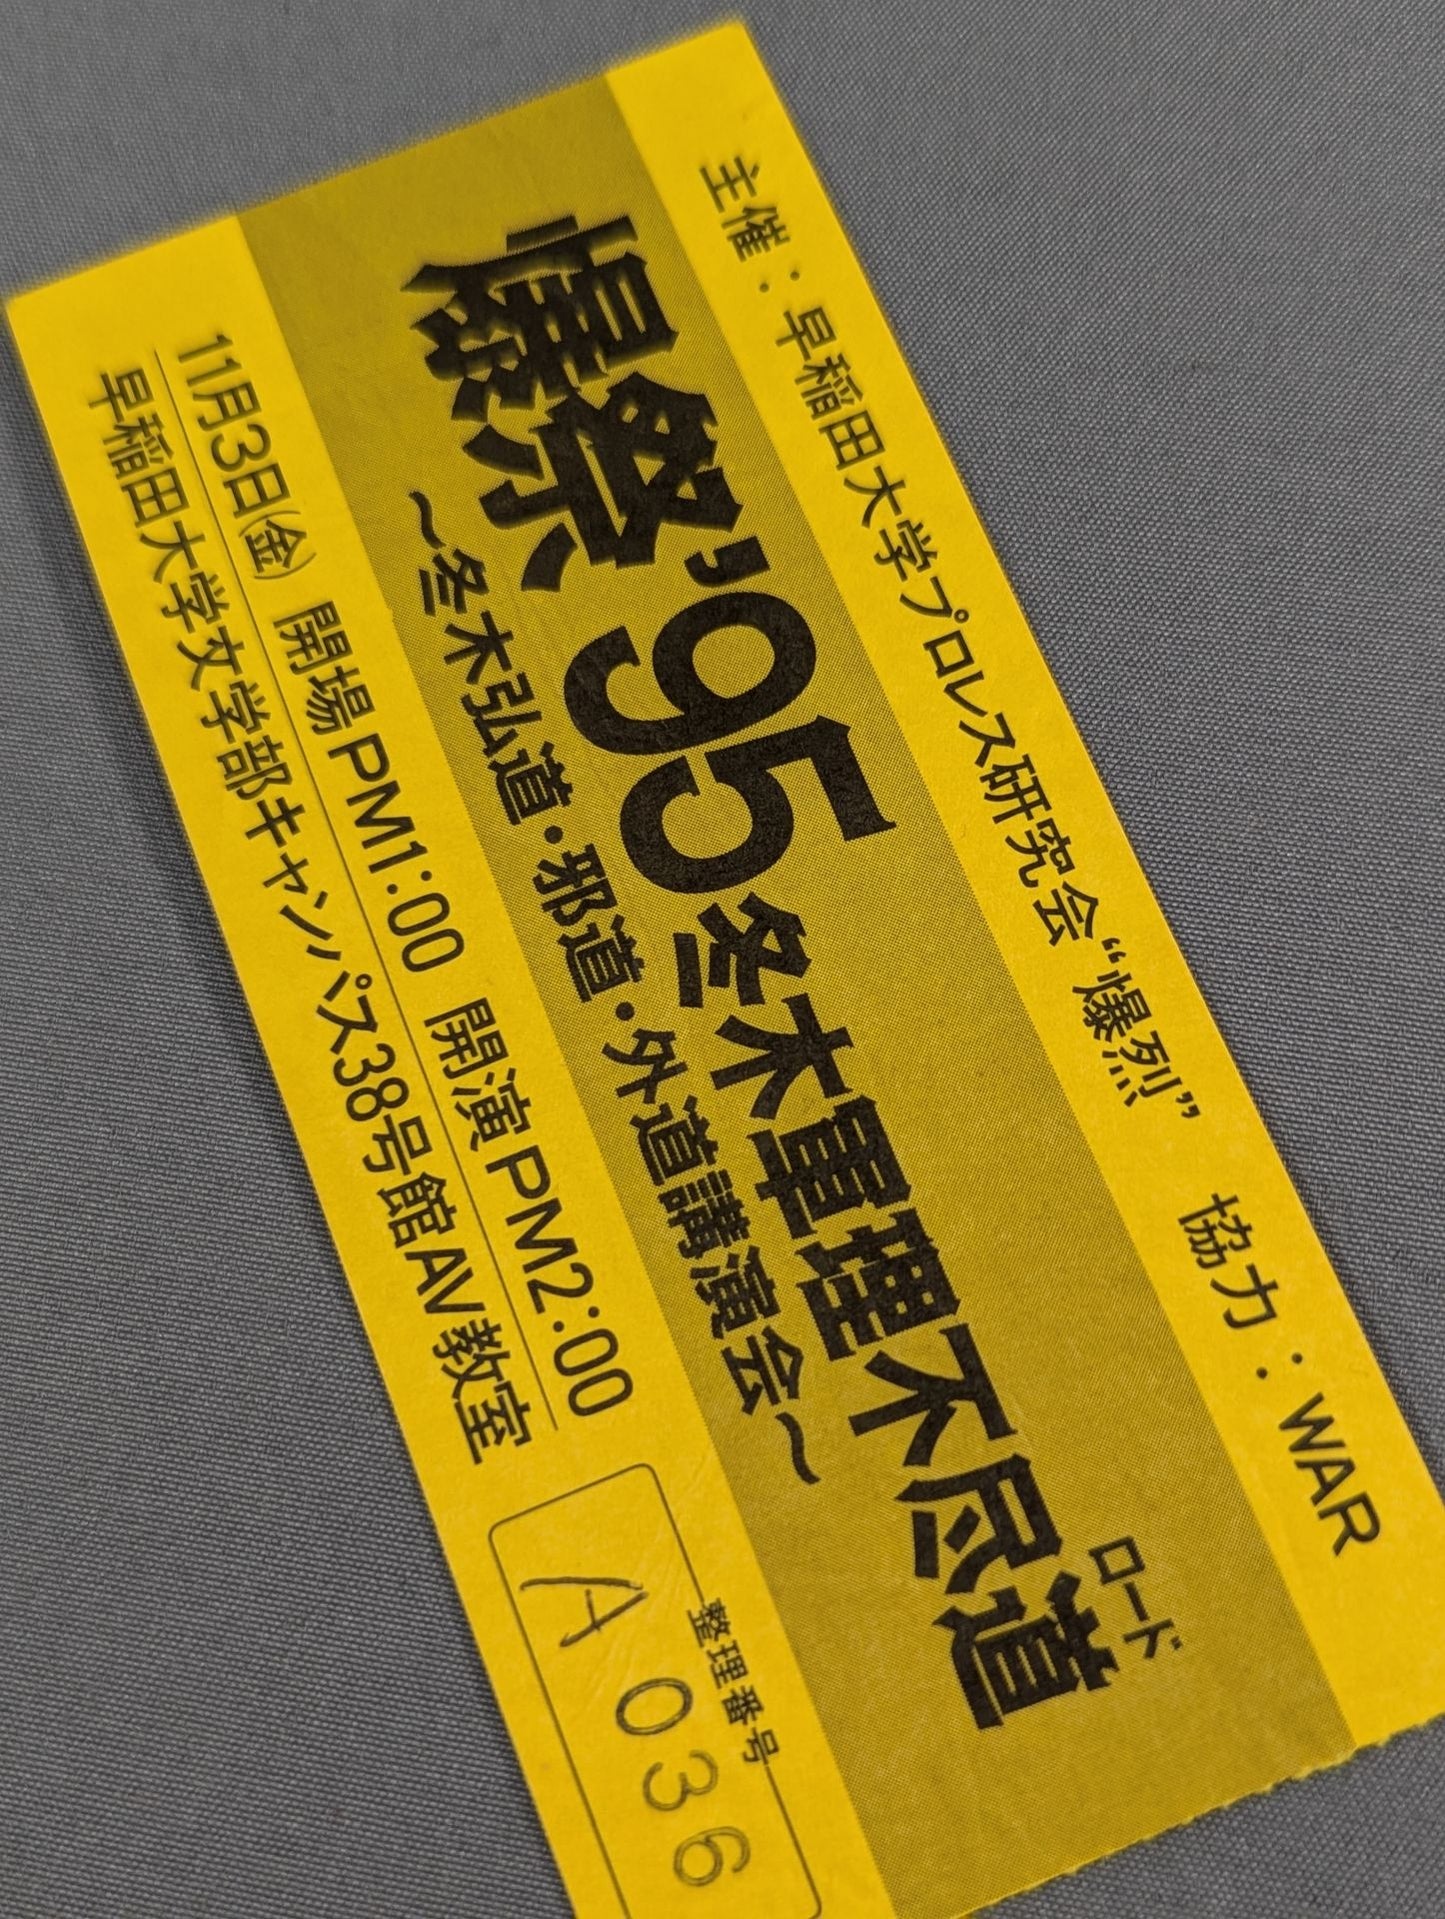 主催：早稲田大学プロレス研究会“爆烈” 協力：WAR
爆祭'95冬木軍理不尽道
ロード
〜冬木弘道・邪道・外道講演会〜
11月3日(金) 開場PM1:00 開演PM2:00
早稲田大学文学部キャンパス38号館AV教室
整理番号
A036